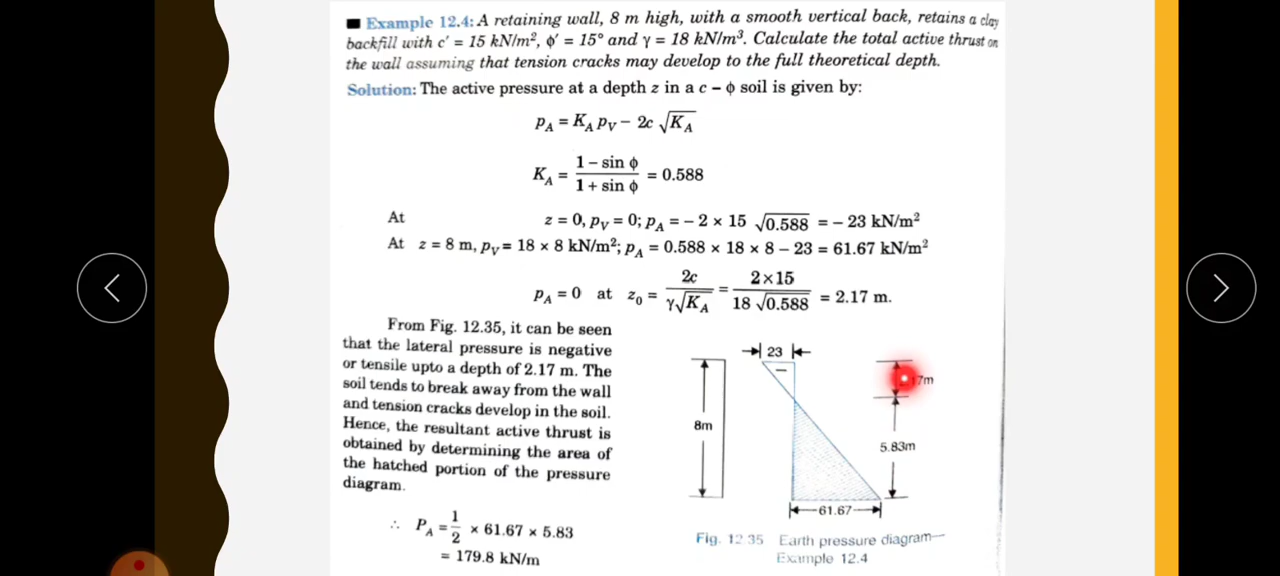 ■ Example 12.4: A retaining wall, 8 m high, with a smooth vertical back, retains a clay
backfill with c′ = 15 kN/m², ϕ′ = 15° and γ = 18 kN/m³. Calculate the total active thrust on
the wall assuming that tension cracks may develop to the full theoretical depth.
Solution: The active pressure at a depth z in a c – ϕ soil is given by:
p_A = K_A p_V – 2c √K_A
K_A = (1 – sin ϕ)/(1 + sin ϕ) = 0.588
At z = 0, p_V = 0; p_A = – 2 × 15 √0.588 = – 23 kN/m²
At z = 8 m, p_V = 18 × 8 kN/m²; p_A = 0.588 × 18 × 8 – 23 = 61.67 kN/m²
p_A = 0 at z_0 = 2c/(γ√K_A) = (2×15)/(18 √0.588) = 2.17 m.
From Fig. 12.35, it can be seen
that the lateral pressure is negative
or tensile upto a depth of 2.17 m. The
soil tends to break away from the wall
and tension cracks develop in the soil.
Hence, the resultant active thrust is
obtained by determining the area of
the hatched portion of the pressure
diagram.
∴ P_A = 1/2 × 61.67 × 5.83
= 179.8 kN/m
23
–
17m
8m
5.83m
61.67
Fig. 12.35 Earth pressure diagram—
Example 12.4